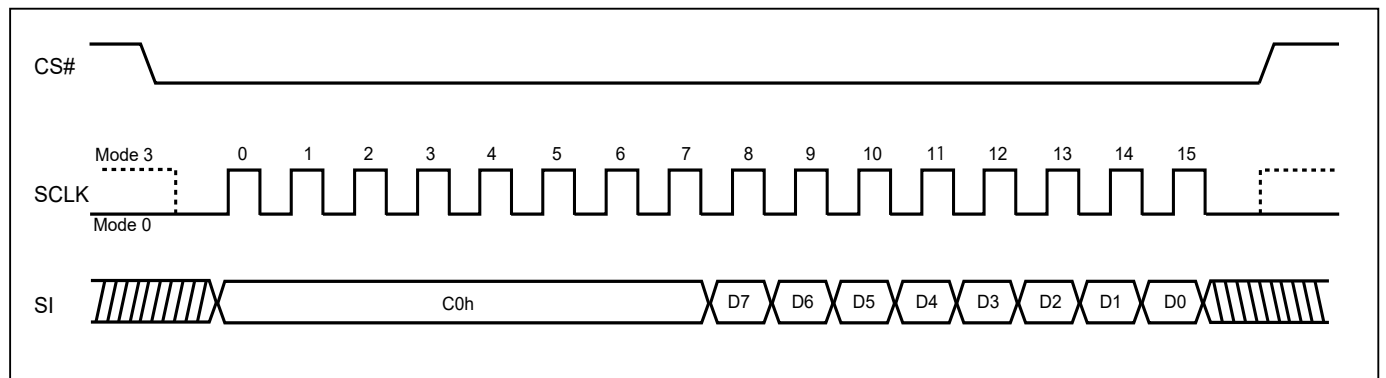 CS#
Mode 3 0 1 2 3 4 5 6 7 8 9 10 11 12 13 14 15
SCLK
Mode 0
SI C0h D7 D6 D5 D4 D3 D2 D1 D0